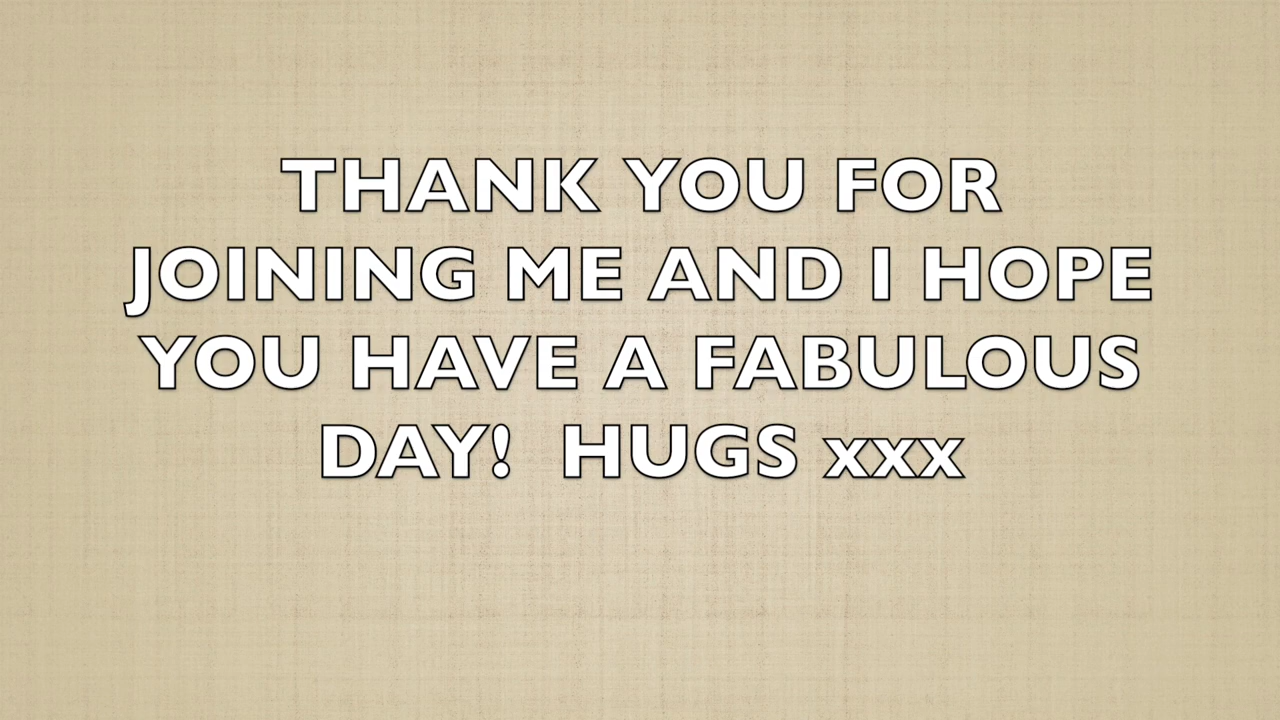 THANK YOU FOR
JOINING ME AND I HOPE
YOU HAVE A FABULOUS
DAY!  HUGS xxx